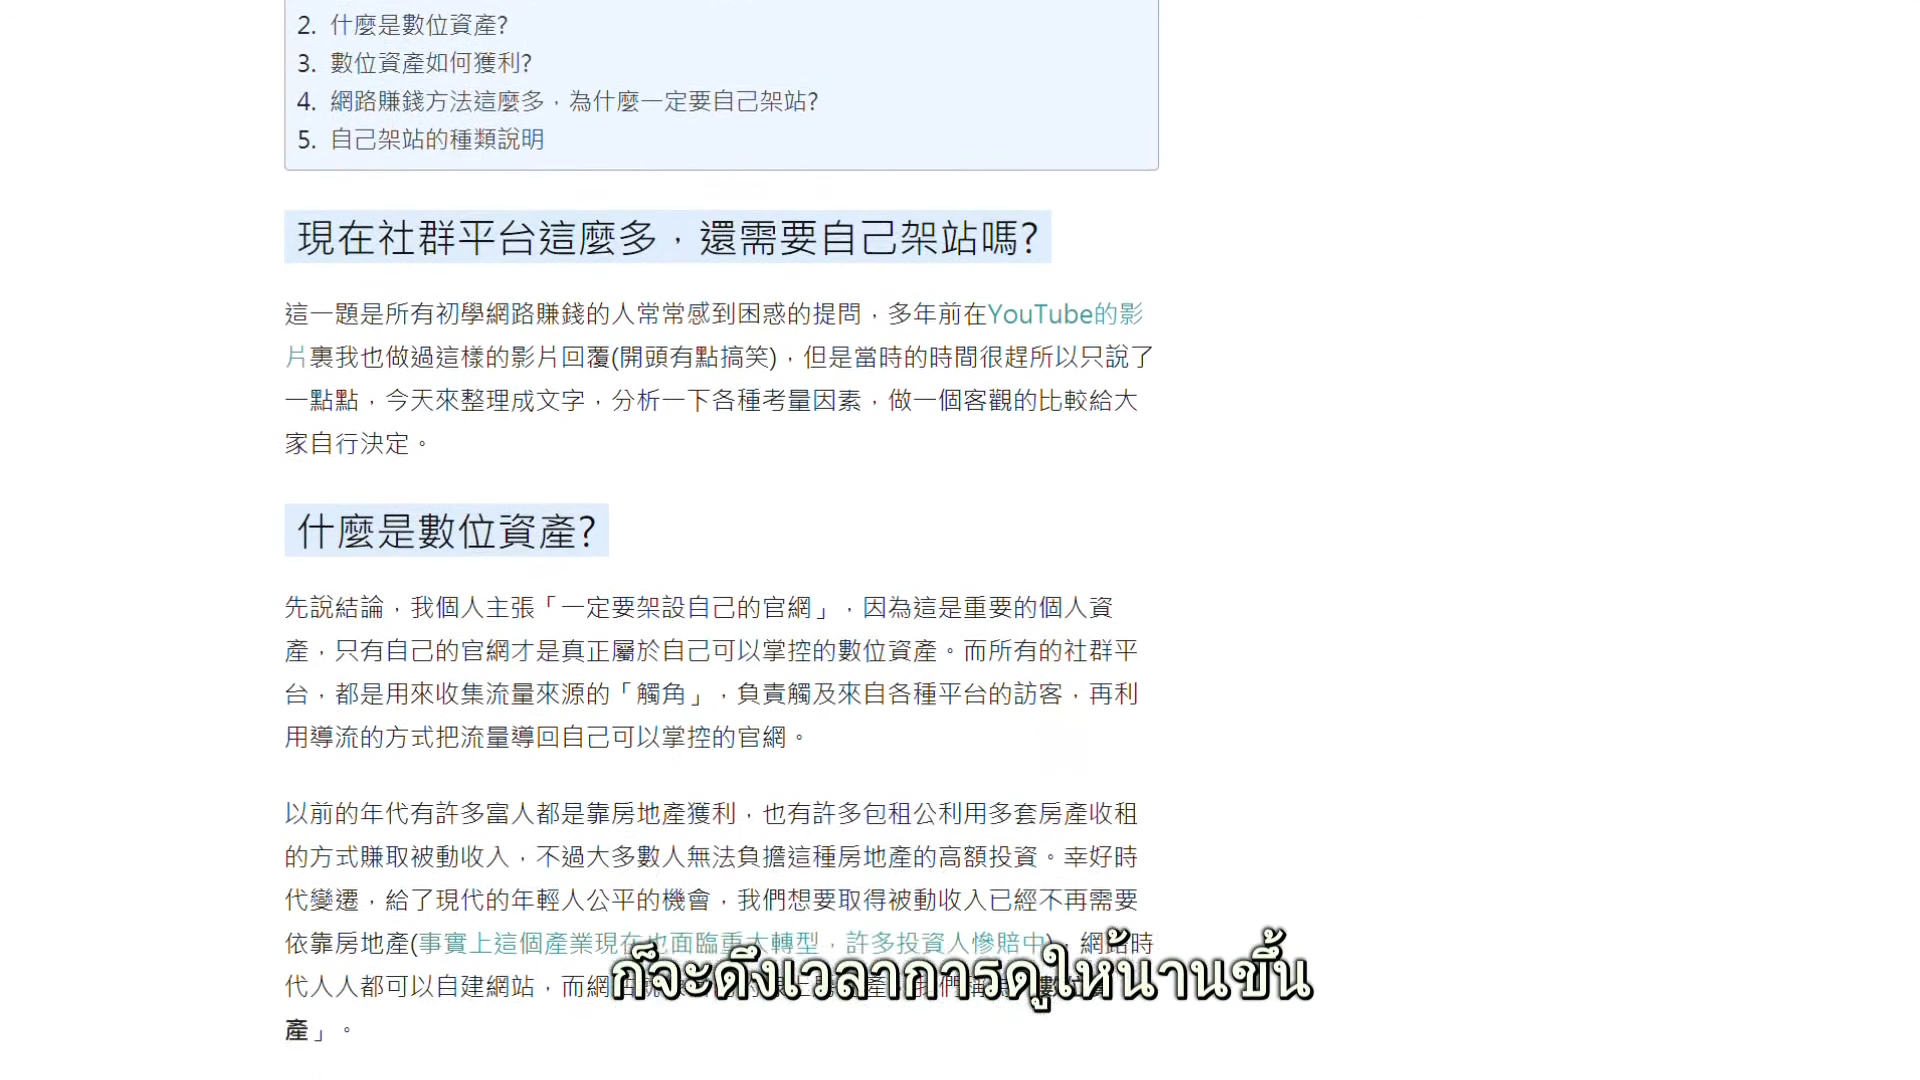 2. 什麼是數位資產?
3. 數位資產如何獲利?
4. 網路賺錢方法這麼多，為什麼一定要自己架站?
5. 自己架站的種類說明
現在社群平台這麼多，還需要自己架站嗎?
這一題是所有初學網路賺錢的人常常感到困惑的提問，多年前在YouTube的影
片裏我也做過這樣的影片回覆(開頭有點搞笑)，但是當時的時間很趕所以只說了
一點點，今天來整理成文字，分析一下各種考量因素，做一個客觀的比較給大
家自行決定。
什麼是數位資產?
先說結論，我個人主張「一定要架設自己的官網」，因為這是重要的個人資
產，只有自己的官網才是真正屬於自己可以掌控的數位資產。而所有的社群平
台，都是用來收集流量來源的「觸角」，負責觸及來自各種平台的訪客，再利
用導流的方式把流量導回自己可以掌控的官網。
以前的年代有許多富人都是靠房地產獲利，也有許多包租公利用多套房產收租
的方式賺取被動收入，不過大多數人無法負擔這種房地產的高額投資。幸好時
代變遷，給了現代的年輕人公平的機會，我們想要取得被動收入已經不再需要
依靠房地產(事實上這個產業現在也面臨重大轉型，許多投資人慘賠中)，網路時
代人人都可以自建網站，而網
產」。
ก็จะดึงเวลาการดูให้นานขึ้น